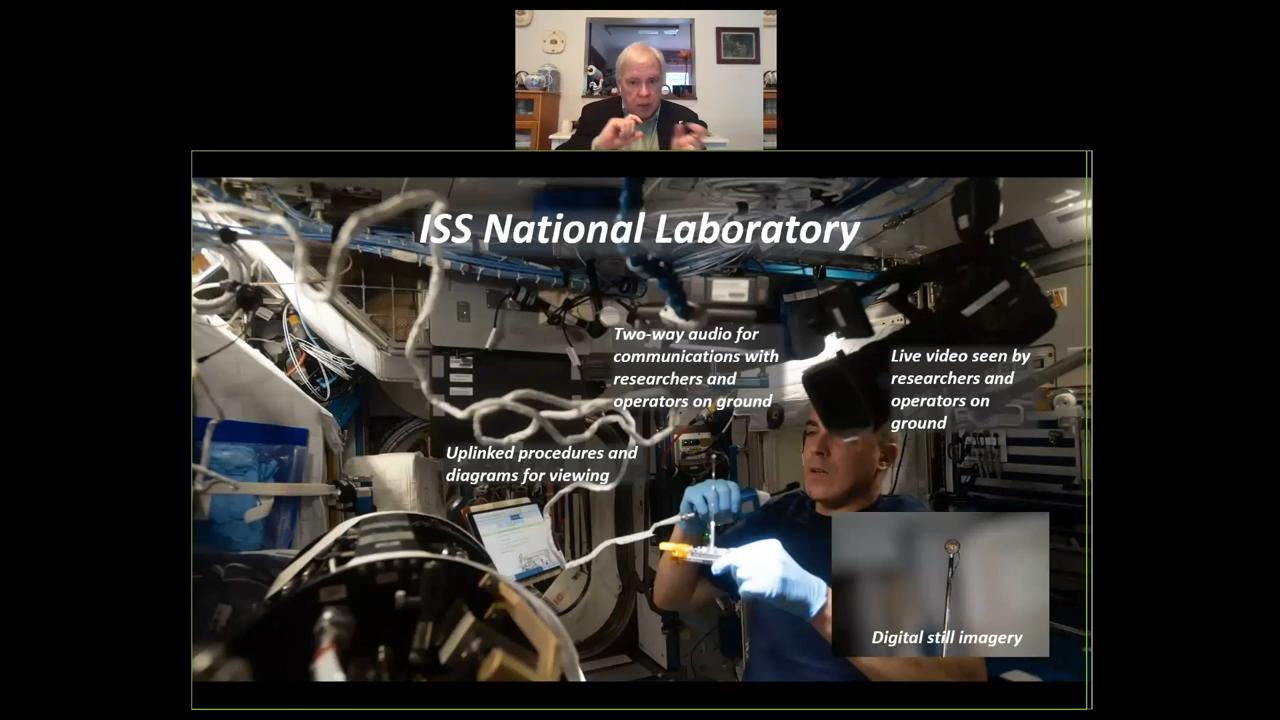 ISS National Laboratory
Two-way audio for
communications with
researchers and
operators on ground
Live video seen by
researchers and
operators on
ground
Uplinked procedures and
diagrams for viewing
Digital still imagery